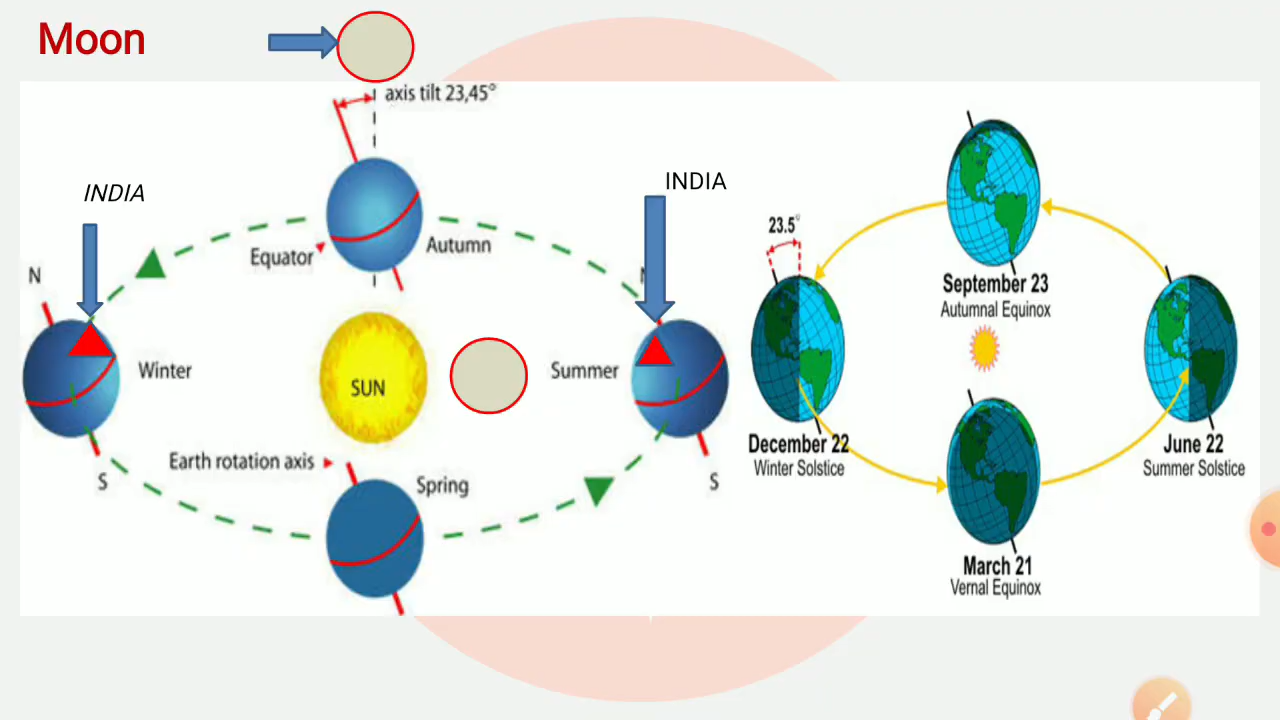 Moon
axis tilt 23,45°
INDIA
INDIA
Equator
Autumn
N
Winter
SUN
Summer
Earth rotation axis
Spring
S
S
23.5°
September 23
Autumnal Equinox
December 22
Winter Solstice
June 22
Summer Solstice
March 21
Vernal Equinox